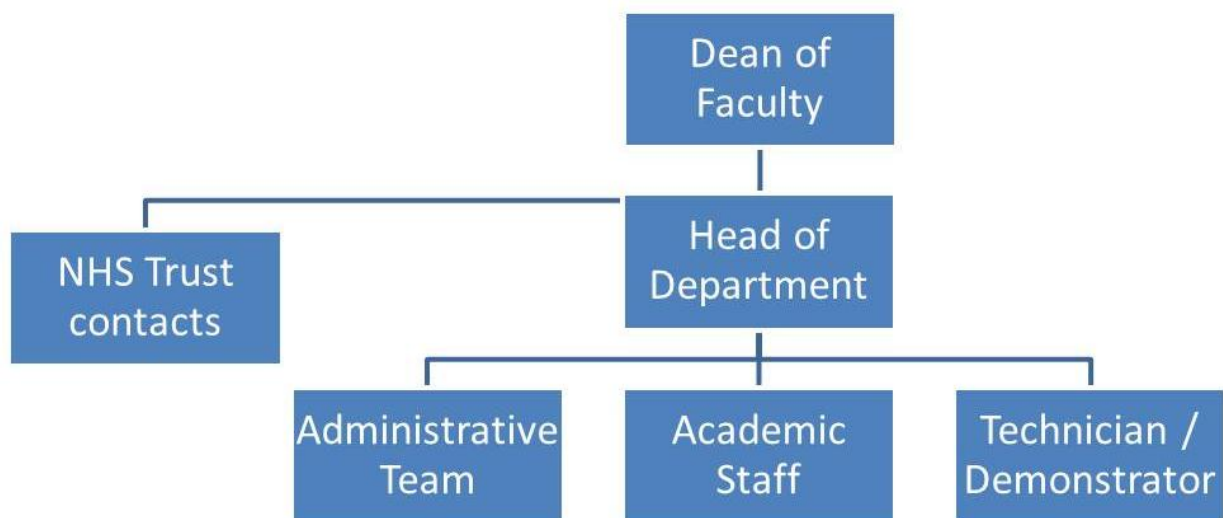 Dean of
Faculty
Head of
Department
NHS Trust
contacts
Administrative
Team
Academic
Staff
Technician /
Demonstrator